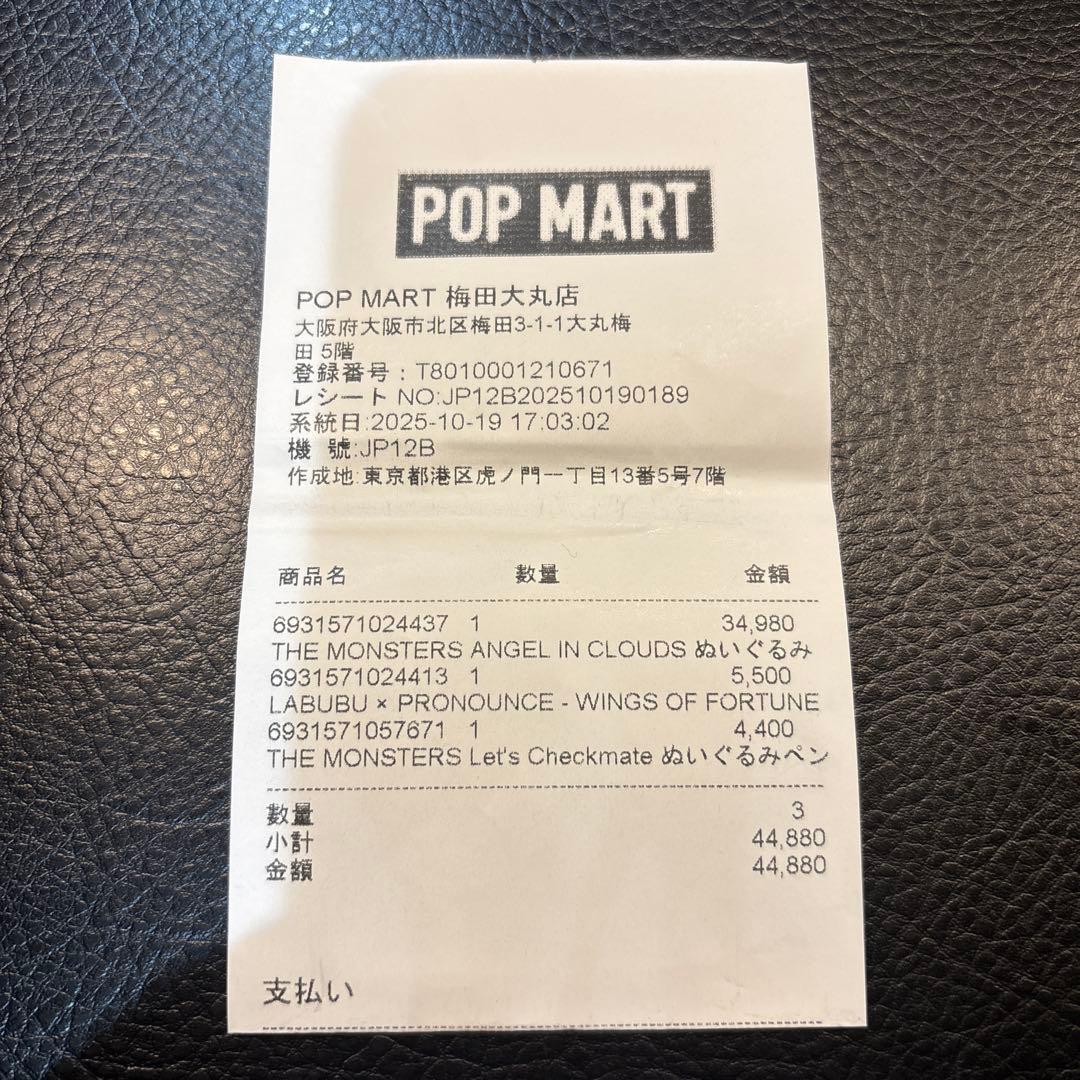 POP MART
POP MART 梅田大丸店
大阪府大阪市北区梅田3-1-1大丸梅
田 5階
登録番号：T8010001210671
レシート NO:JP12B202510190189
系統日:2025-10-19 17:03:02
機 號:JP12B
作成地:東京都港区虎ノ門一丁目13番5号7階
商品名 数量 金額
6931571024437 1 34,980
THE MONSTERS ANGEL IN CLOUDS ぬいぐるみ
6931571024413 1 5,500
LABUBU × PRONOUNCE - WINGS OF FORTUNE
6931571057671 1 4,400
THE MONSTERS Let's Checkmate ぬいぐるみペン
數量 3
小計 44,880
金額 44,880
支払い